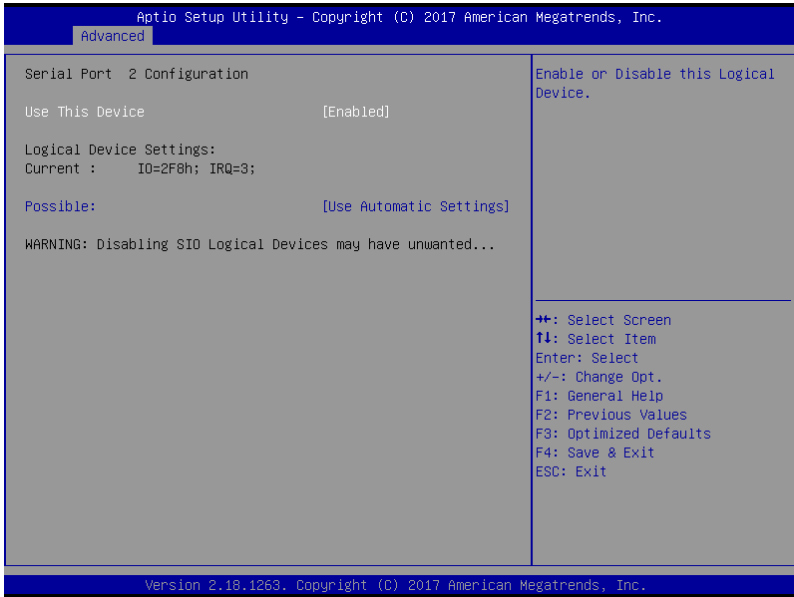 Aptio Setup Utility – Copyright (C) 2017 American Megatrends, Inc.
Advanced
Serial Port  2 Configuration
Use This Device [Enabled]
Logical Device Settings:
Current : IO=2F8h; IRQ=3;
Possible: [Use Automatic Settings]
WARNING: Disabling SIO Logical Devices may have unwanted...
Enable or Disable this Logical
Device.
→←: Select Screen
↑↓: Select Item
Enter: Select
+/-: Change Opt.
F1: General Help
F2: Previous Values
F3: Optimized Defaults
F4: Save & Exit
ESC: Exit
Version 2.18.1263. Copyright (C) 2017 American Megatrends, Inc.